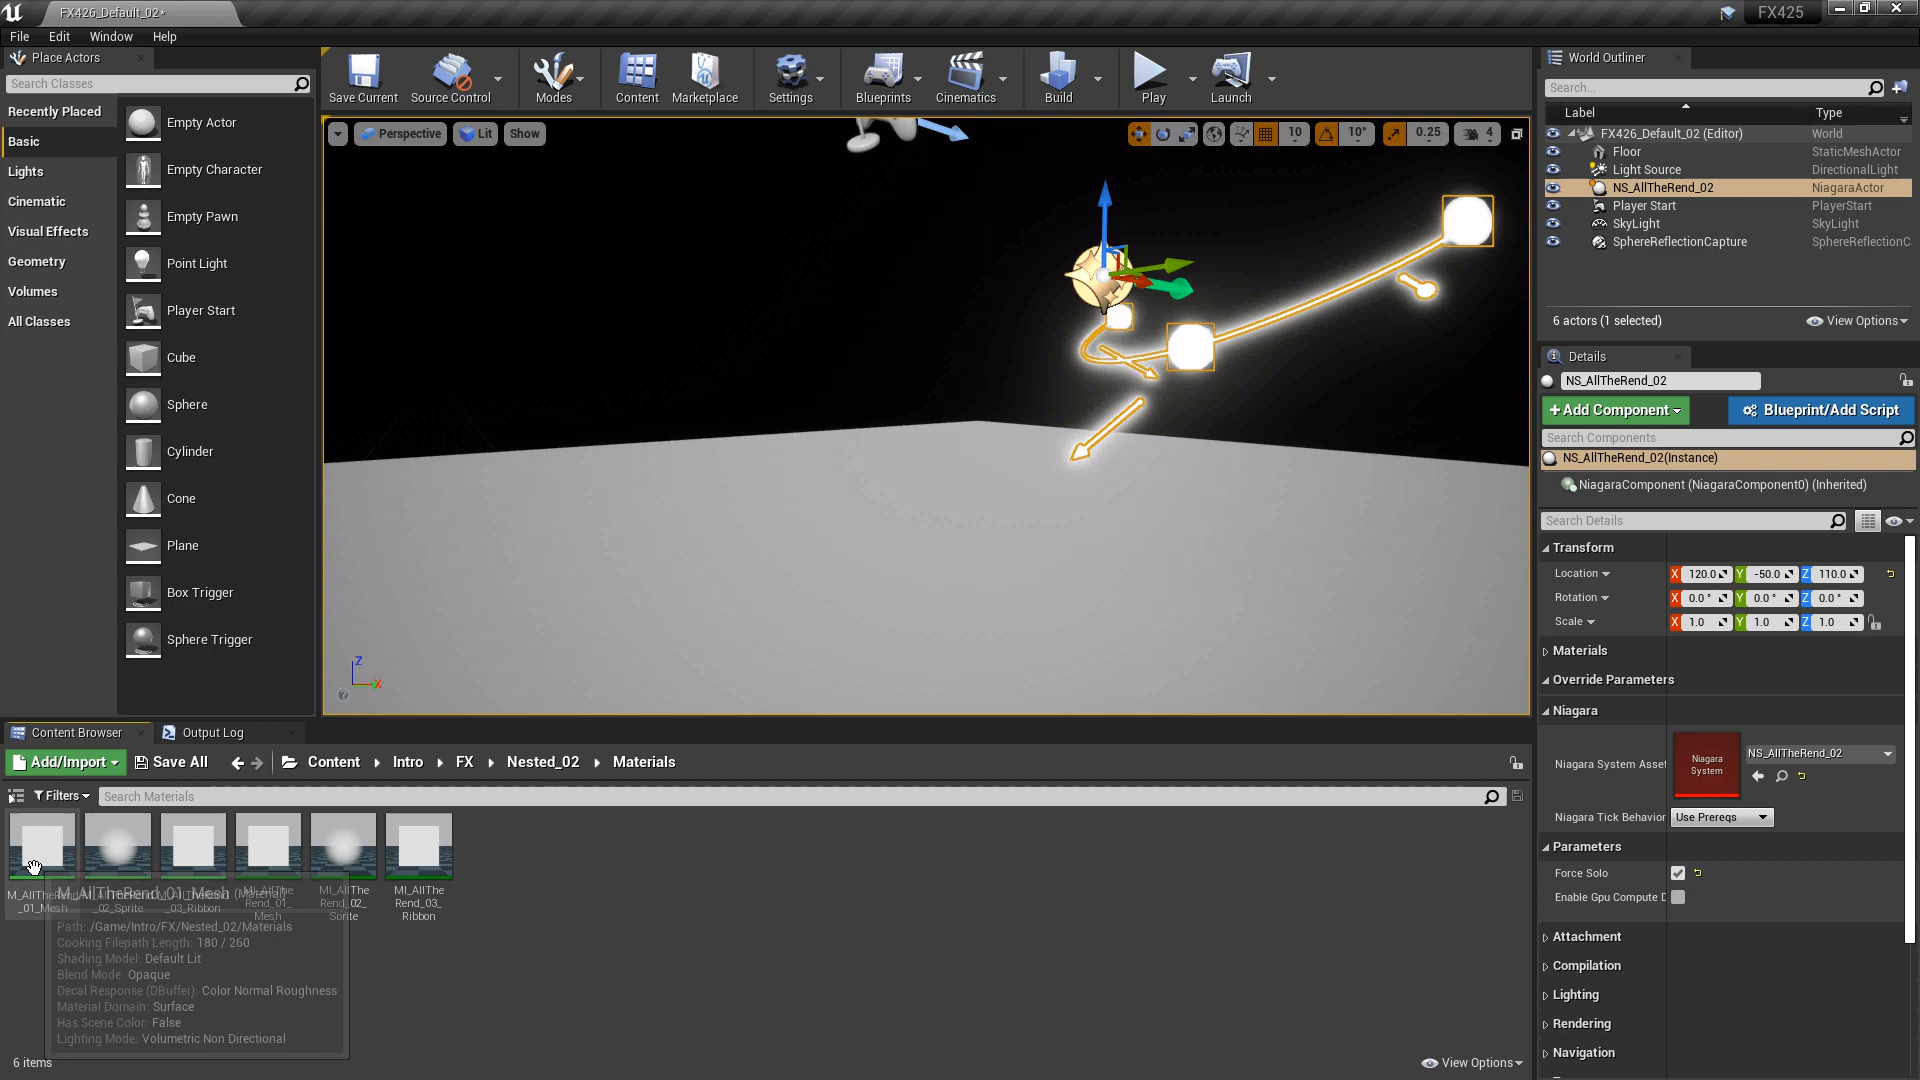 FX426_Default_02*
FX425
File Edit Window Help
Place Actors
Search Classes
Recently Placed
Basic
Lights
Cinematic
Visual Effects
Geometry
Volumes
All Classes
Empty Actor
Empty Character
Empty Pawn
Point Light
Player Start
Cube
Sphere
Cylinder
Cone
Plane
Box Trigger
Sphere Trigger
Save Current
Source Control
Modes
Content
Marketplace
Settings
Blueprints
Cinematics
Build
Play
Launch
Perspective Lit Show
10 10° 0.25 4
Z
X
World Outliner
Search...
Label Type
FX426_Default_02 (Editor) World
Floor StaticMeshActor
Light Source DirectionalLight
NS_AllTheRend_02 NiagaraActor
Player Start PlayerStart
SkyLight SkyLight
SphereReflectionCapture SphereReflectionC
6 actors (1 selected) View Options
Details
NS_AllTheRend_02
+Add Component Blueprint/Add Script
Search Components
NS_AllTheRend_02(Instance)
NiagaraComponent (NiagaraComponent0) (Inherited)
Search Details
Transform
Location X 120.0 Y -50.0 Z 110.0
Rotation X 0.0 ° Y 0.0 ° Z 0.0 °
Scale X 1.0 Y 1.0 Z 1.0
Materials
Override Parameters
Niagara
Niagara System Asset
Niagara
System
NS_AllTheRend_02
Niagara Tick Behavior Use Prereqs
Parameters
Force Solo
Enable Gpu Compute D
Attachment
Compilation
Lighting
Rendering
Navigation
Content Browser Output Log
Add/Import Save All Content Intro FX Nested_02 Materials
Filters Search Materials
M_AllTheRend_01_Mesh (Material)
_01_Mesh
_02_Sprite
_03_Ribbon
MI_AllThe
Rend_01_
Mesh
MI_AllThe
Rend_02_
Sprite
MI_AllThe
Rend_03_
Ribbon
Path: /Game/Intro/FX/Nested_02/Materials
Cooking Filepath Length: 180 / 260
Shading Model: Default Lit
Blend Mode: Opaque
Decal Response (DBuffer): Color Normal Roughness
Material Domain: Surface
Has Scene Color: False
Lighting Mode: Volumetric Non Directional
6 items
View Options